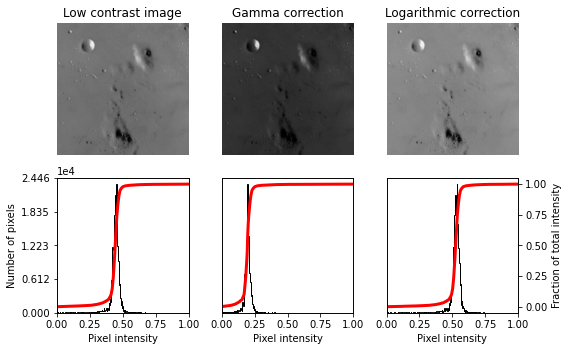 Low contrast image
Gamma correction
Logarithmic correction
1e4
2.446
1.835
1.223
0.612
0.000
Number of pixels
0.00 0.25 0.50 0.75 1.00
Pixel intensity
0.00 0.25 0.50 0.75 1.00
Pixel intensity
0.00 0.25 0.50 0.75 1.00
Pixel intensity
1.00
0.75
0.50
0.25
0.00
Fraction of total intensity